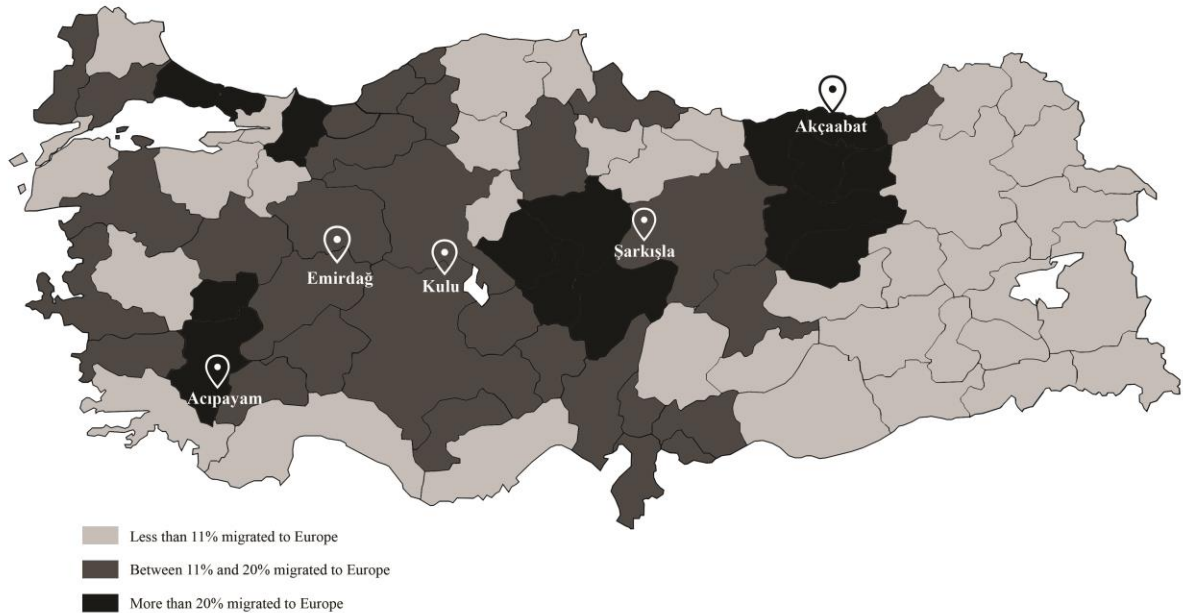 Akçaabat
Şarkışla
Emirdağ
Kulu
Acıpayam
Less than 11% migrated to Europe
Between 11% and 20% migrated to Europe
More than 20% migrated to Europe